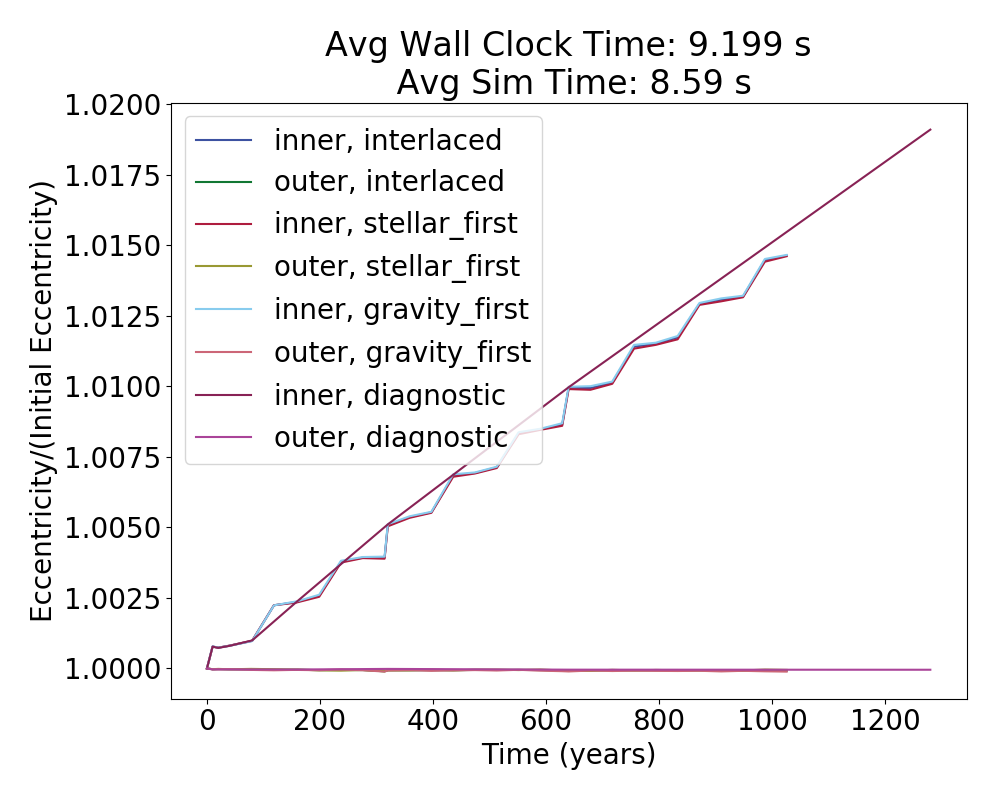 Avg Wall Clock Time: 9.199 s
Avg Sim Time: 8.59 s
Eccentricity/(Initial Eccentricity)
1.0200
1.0175
1.0150
1.0125
1.0100
1.0075
1.0050
1.0025
1.0000
inner, interlaced
outer, interlaced
inner, stellar_first
outer, stellar_first
inner, gravity_first
outer, gravity_first
inner, diagnostic
outer, diagnostic
0 200 400 600 800 1000 1200
Time (years)